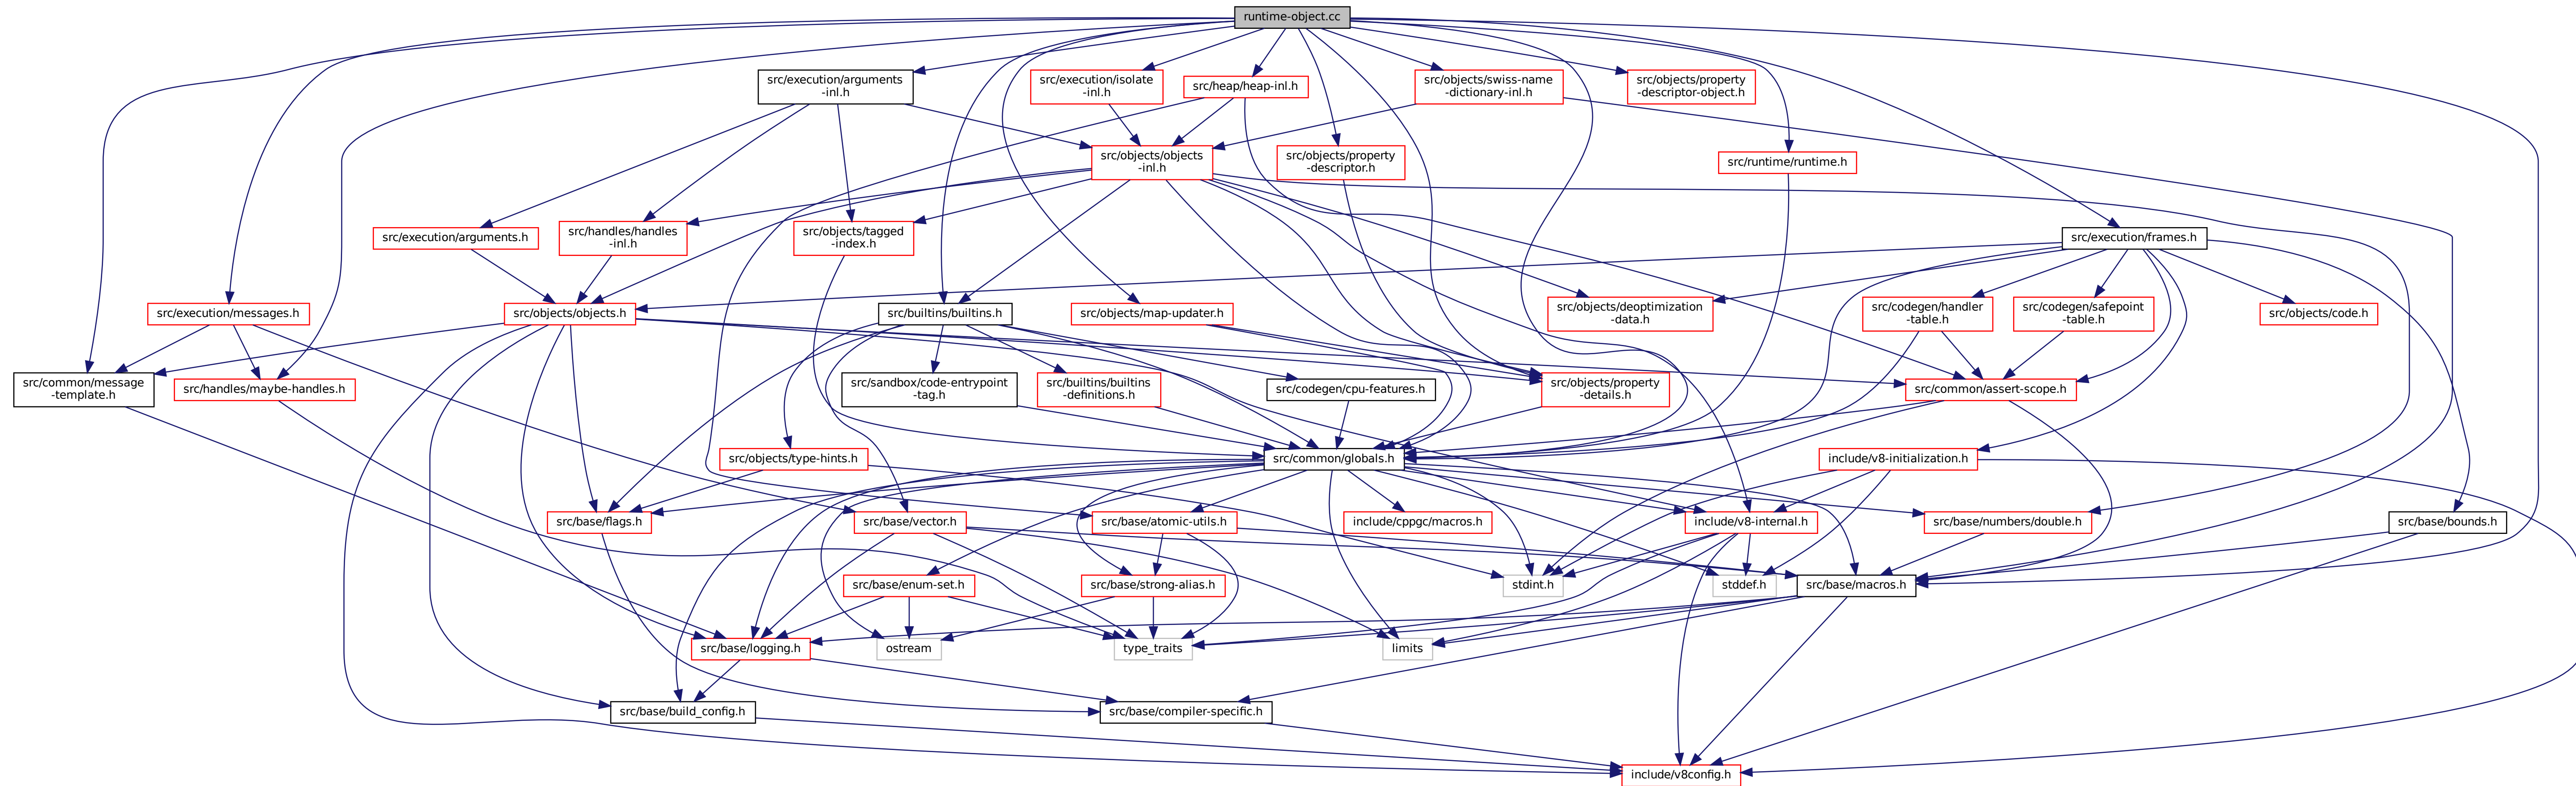 runtime-object.cc
src/execution/arguments
-inl.h
src/execution/isolate
-inl.h
src/heap/heap-inl.h
src/objects/swiss-name
-dictionary-inl.h
src/objects/property
-descriptor-object.h
src/objects/objects
-inl.h
src/objects/property
-descriptor.h
src/runtime/runtime.h
src/execution/arguments.h
src/handles/handles
-inl.h
src/objects/tagged
-index.h
src/execution/frames.h
src/execution/messages.h
src/objects/objects.h
src/builtins/builtins.h
src/objects/map-updater.h
src/objects/deoptimization
-data.h
src/codegen/handler
-table.h
src/codegen/safepoint
-table.h
src/objects/code.h
src/common/message
-template.h
src/handles/maybe-handles.h
src/sandbox/code-entrypoint
-tag.h
src/builtins/builtins
-definitions.h
src/codegen/cpu-features.h
src/objects/property
-details.h
src/common/assert-scope.h
src/objects/type-hints.h
src/common/globals.h
include/v8-initialization.h
src/base/flags.h
src/base/vector.h
src/base/atomic-utils.h
include/cppgc/macros.h
include/v8-internal.h
src/base/numbers/double.h
src/base/bounds.h
src/base/enum-set.h
src/base/strong-alias.h
stdint.h
stddef.h
src/base/macros.h
src/base/logging.h
ostream
type_traits
limits
src/base/build_config.h
src/base/compiler-specific.h
include/v8config.h